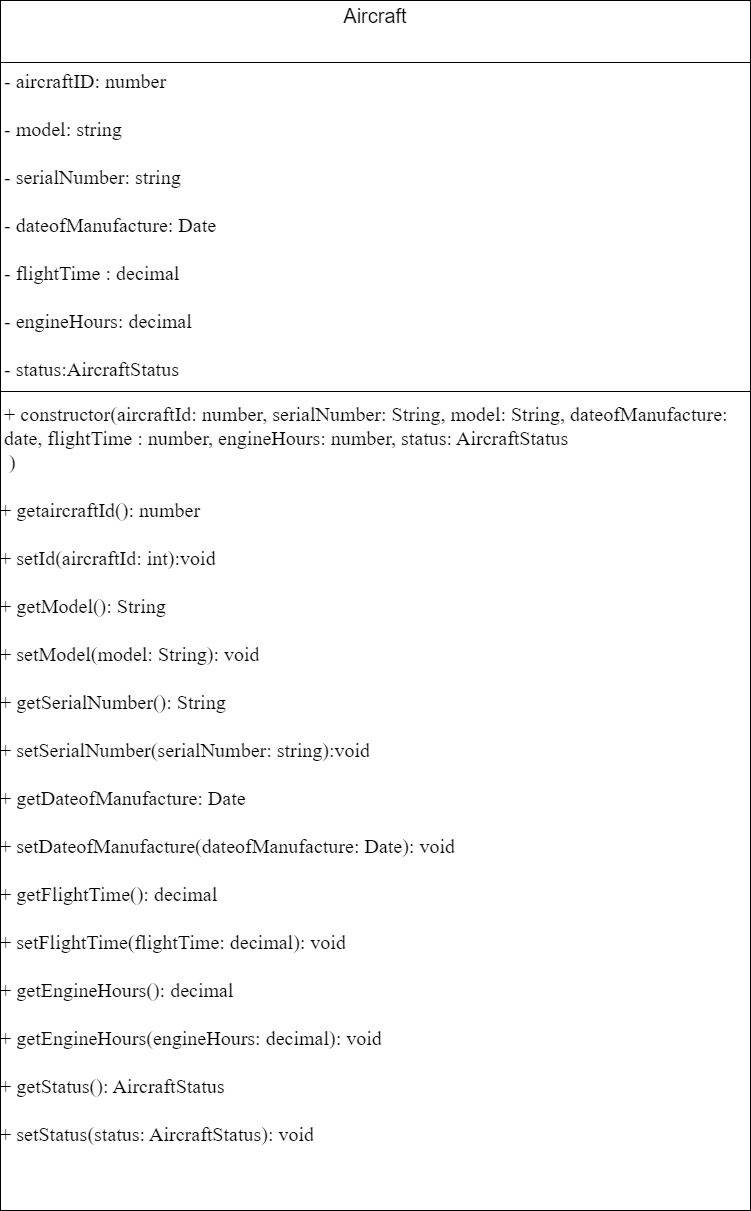 Aircraft
- aircraftID: number
- model: string
- serialNumber: string
- dateofManufacture: Date
- flightTime : decimal
- engineHours: decimal
- status:AircraftStatus
+ constructor(aircraftId: number, serialNumber: String, model: String, dateofManufacture:
date, flightTime : number, engineHours: number, status: AircraftStatus
)
+ getaircraftId(): number
+ setId(aircraftId: int):void
+ getModel(): String
+ setModel(model: String): void
+ getSerialNumber(): String
+ setSerialNumber(serialNumber: string):void
+ getDateofManufacture: Date
+ setDateofManufacture(dateofManufacture: Date): void
+ getFlightTime(): decimal
+ setFlightTime(flightTime: decimal): void
+ getEngineHours(): decimal
+ getEngineHours(engineHours: decimal): void
+ getStatus(): AircraftStatus
+ setStatus(status: AircraftStatus): void